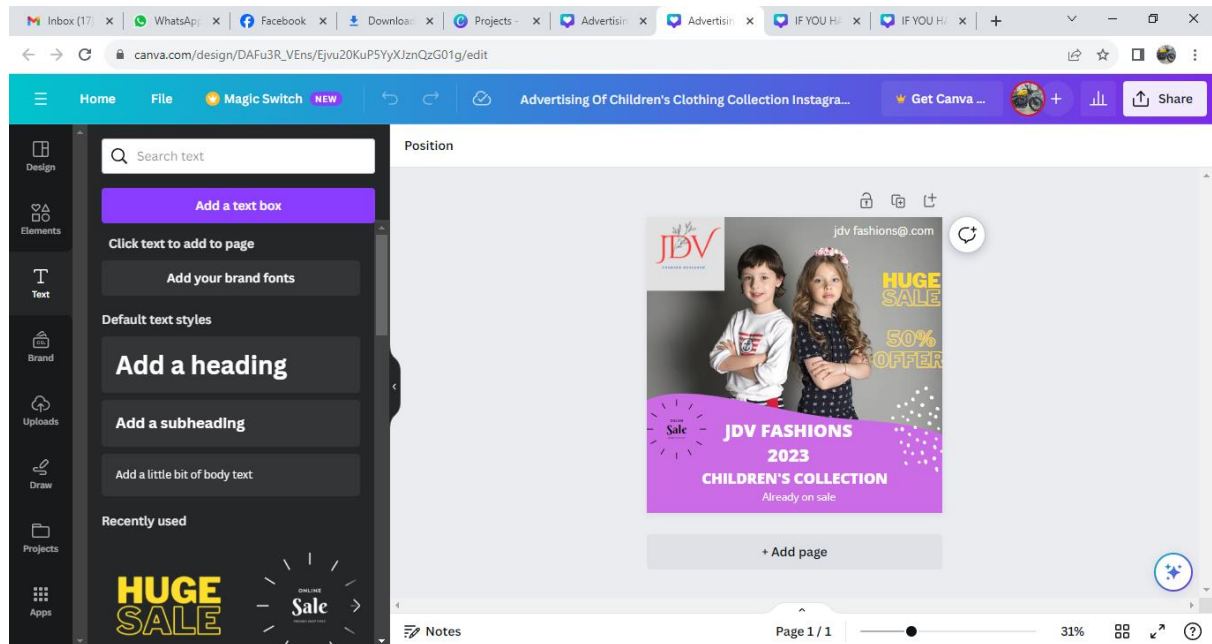 Inbox (17
WhatsAp
Facebook
Downloa
Projects -
Advertisin
Advertisin
IF YOU HA
IF YOU HA
canva.com/design/DAFu3R_VEns/Ejvu20KuP5YyXJznQzG01g/edit
Home
File
Magic Switch NEW
Advertising Of Children's Clothing Collection Instagra...
Get Canva ...
Share
Design
Elements
Text
Brand
Uploads
Draw
Projects
Apps
Search text
Add a text box
Click text to add to page
Add your brand fonts
Default text styles
Add a heading
Add a subheading
Add a little bit of body text
Recently used
HUGE
SALE
ONLINE
Sale
Position
JDV
FASHION DESIGNER
jdv fashions@.com
HUGE
SALE
50%
OFFER
ONLINE
Sale
JDV FASHIONS
2023
CHILDREN'S COLLECTION
Already on sale
+ Add page
Notes
Page 1 / 1
31%